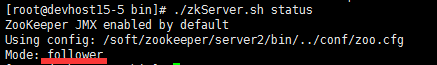 [root@devhost15-5 bin]# ./zkServer.sh status
ZooKeeper JMX enabled by default
Using config: /soft/zookeeper/server2/bin/../conf/zoo.cfg
Mode: follower